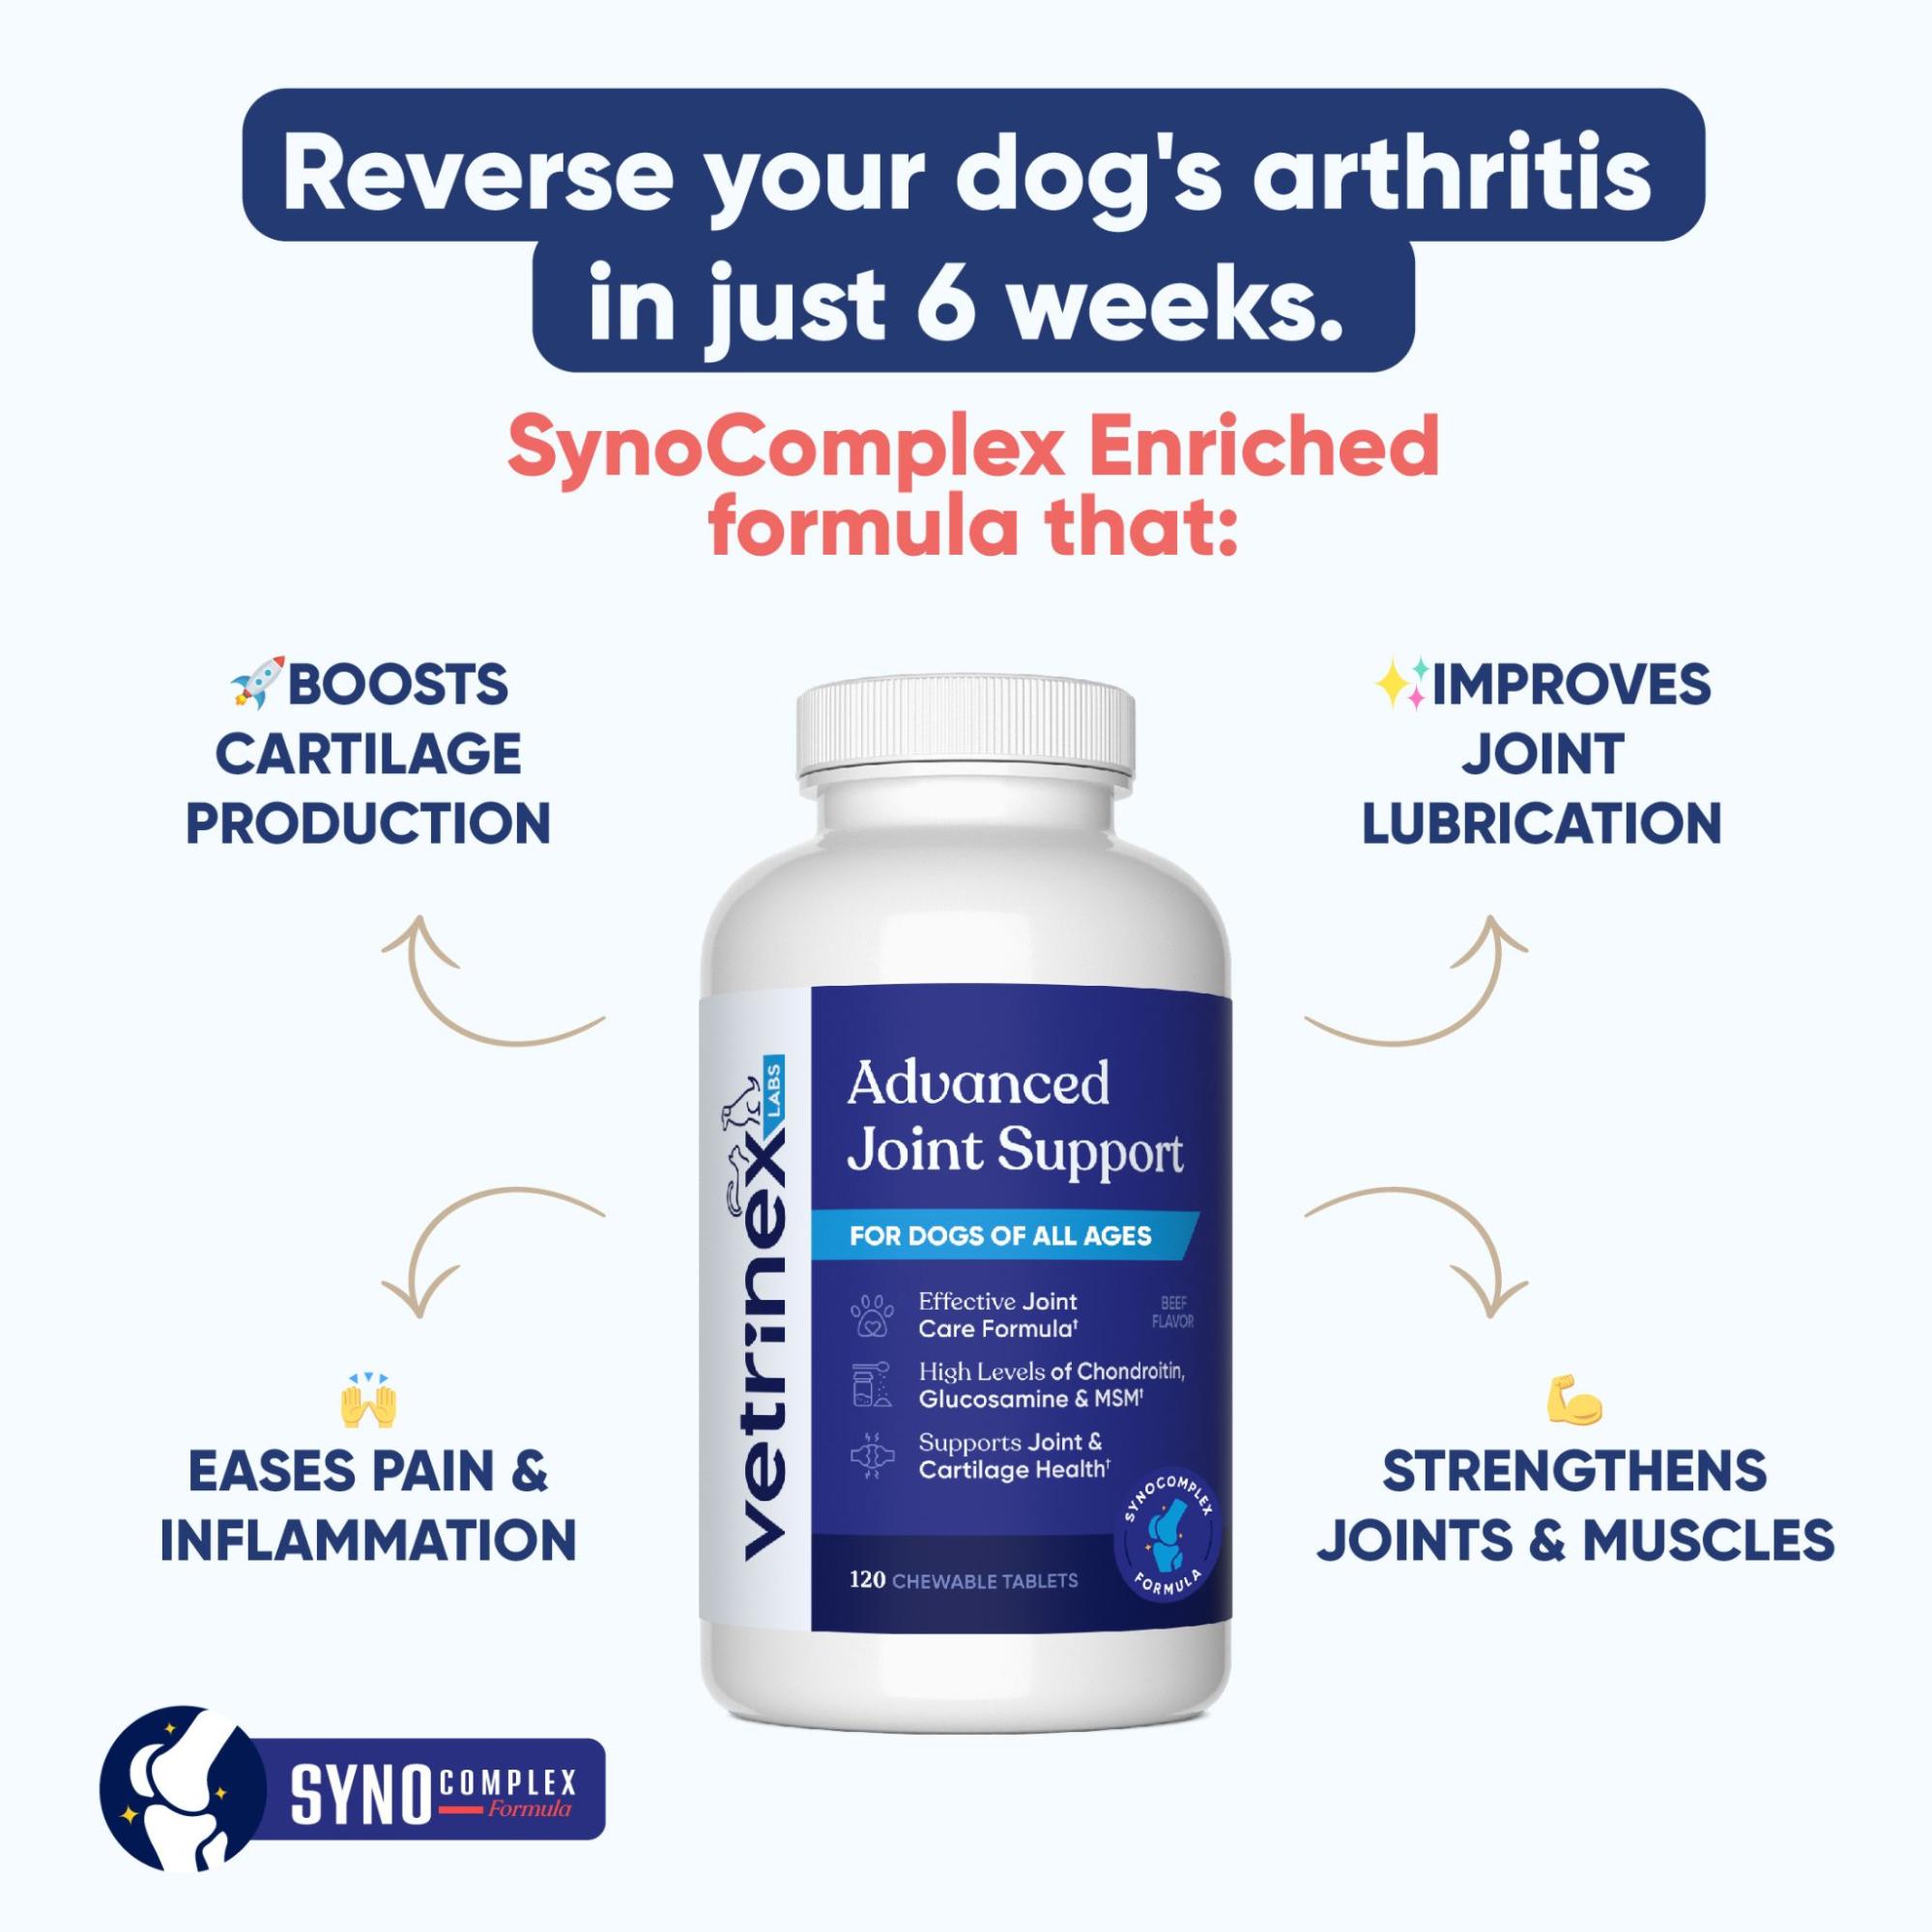 Reverse your dog's arthritis
in just 6 weeks.
SynoComplex Enriched
formula that:
🚀BOOSTS
CARTILAGE
PRODUCTION
✨IMPROVES
JOINT
LUBRICATION
vetrinex LABS
Advanced
Joint Support
FOR DOGS OF ALL AGES
Effective Joint
Care Formula†
BEEF
FLAVOR
High Levels of Chondroitin,
Glucosamine & MSM†
Supports Joint &
Cartilage Health†
SYNOCOMPLEX
FORMULA
120 CHEWABLE TABLETS
🙌
EASES PAIN &
INFLAMMATION
💪
STRENGTHENS
JOINTS & MUSCLES
SYNO COMPLEX
Formula